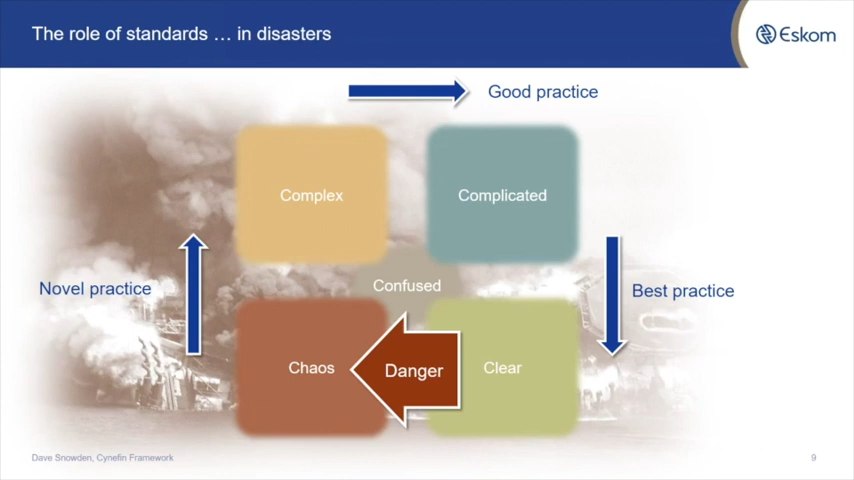 The role of standards … in disasters
Eskom
Good practice
Complex
Complicated
Novel practice
Confused
Best practice
Chaos
Danger
Clear
Dave Snowden, Cynefin Framework
9